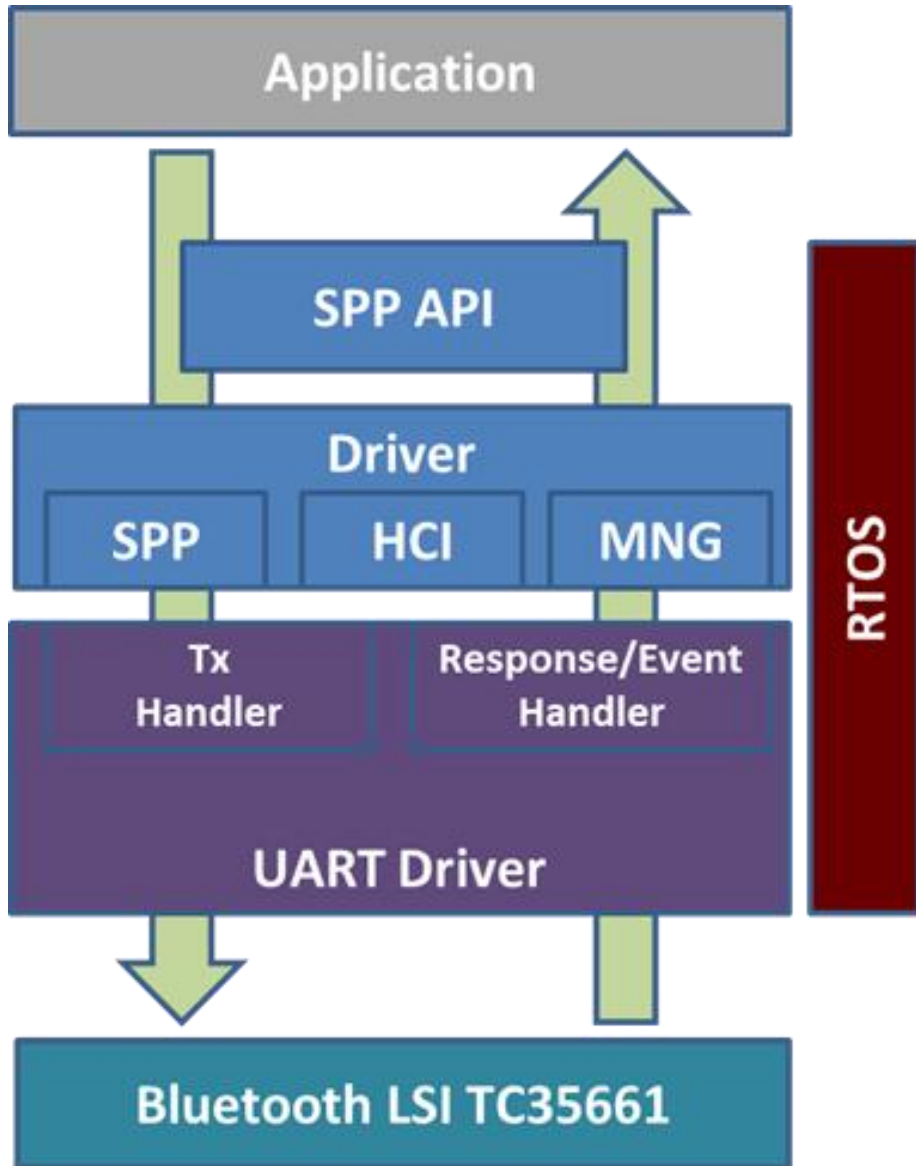 Application
SPP API
Driver
SPP
HCI
MNG
Tx
Handler
Response/Event
Handler
UART Driver
RTOS
Bluetooth LSI TC35661